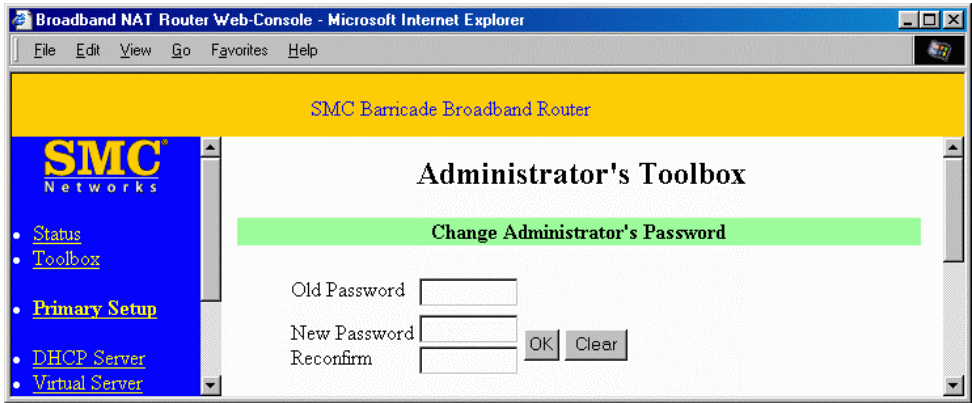 Broadband NAT Router Web-Console - Microsoft Internet Explorer
File Edit View Go Favorites Help
SMC Barricade Broadband Router
SMC®
Networks
Status
Toolbox
Primary Setup
DHCP Server
Virtual Server
Administrator's Toolbox
Change Administrator's Password
Old Password
New Password
Reconfirm
OK Clear